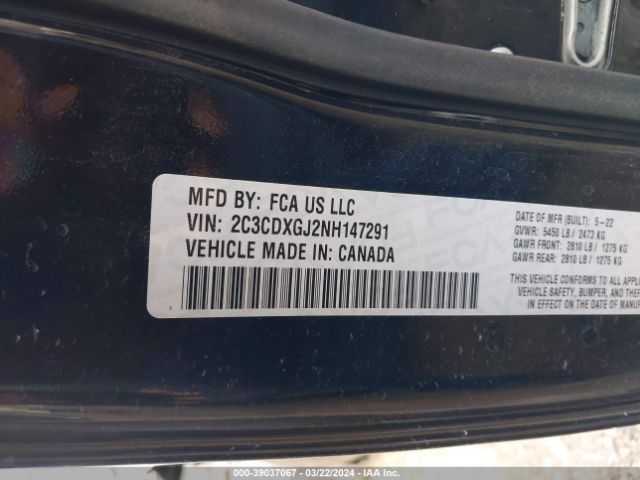 MFD BY: FCA US LLC
VIN: 2C3CDXGJ2NH147291
VEHICLE MADE IN: CANADA
DATE OF MFR (BUILT): 5-22
GVWR: 5450 LB / 2473 KG
GAWR FRONT: 2810 LB / 1275 KG
GAWR REAR: 2810 LB / 1275 KG
THIS VEHICLE CONFORMS TO ALL
VEHICLE SAFETY, BUMPER, AND
IN EFFECT ON THE DATE OF
000-39037067 - 03/22/2024 - IAA Inc.